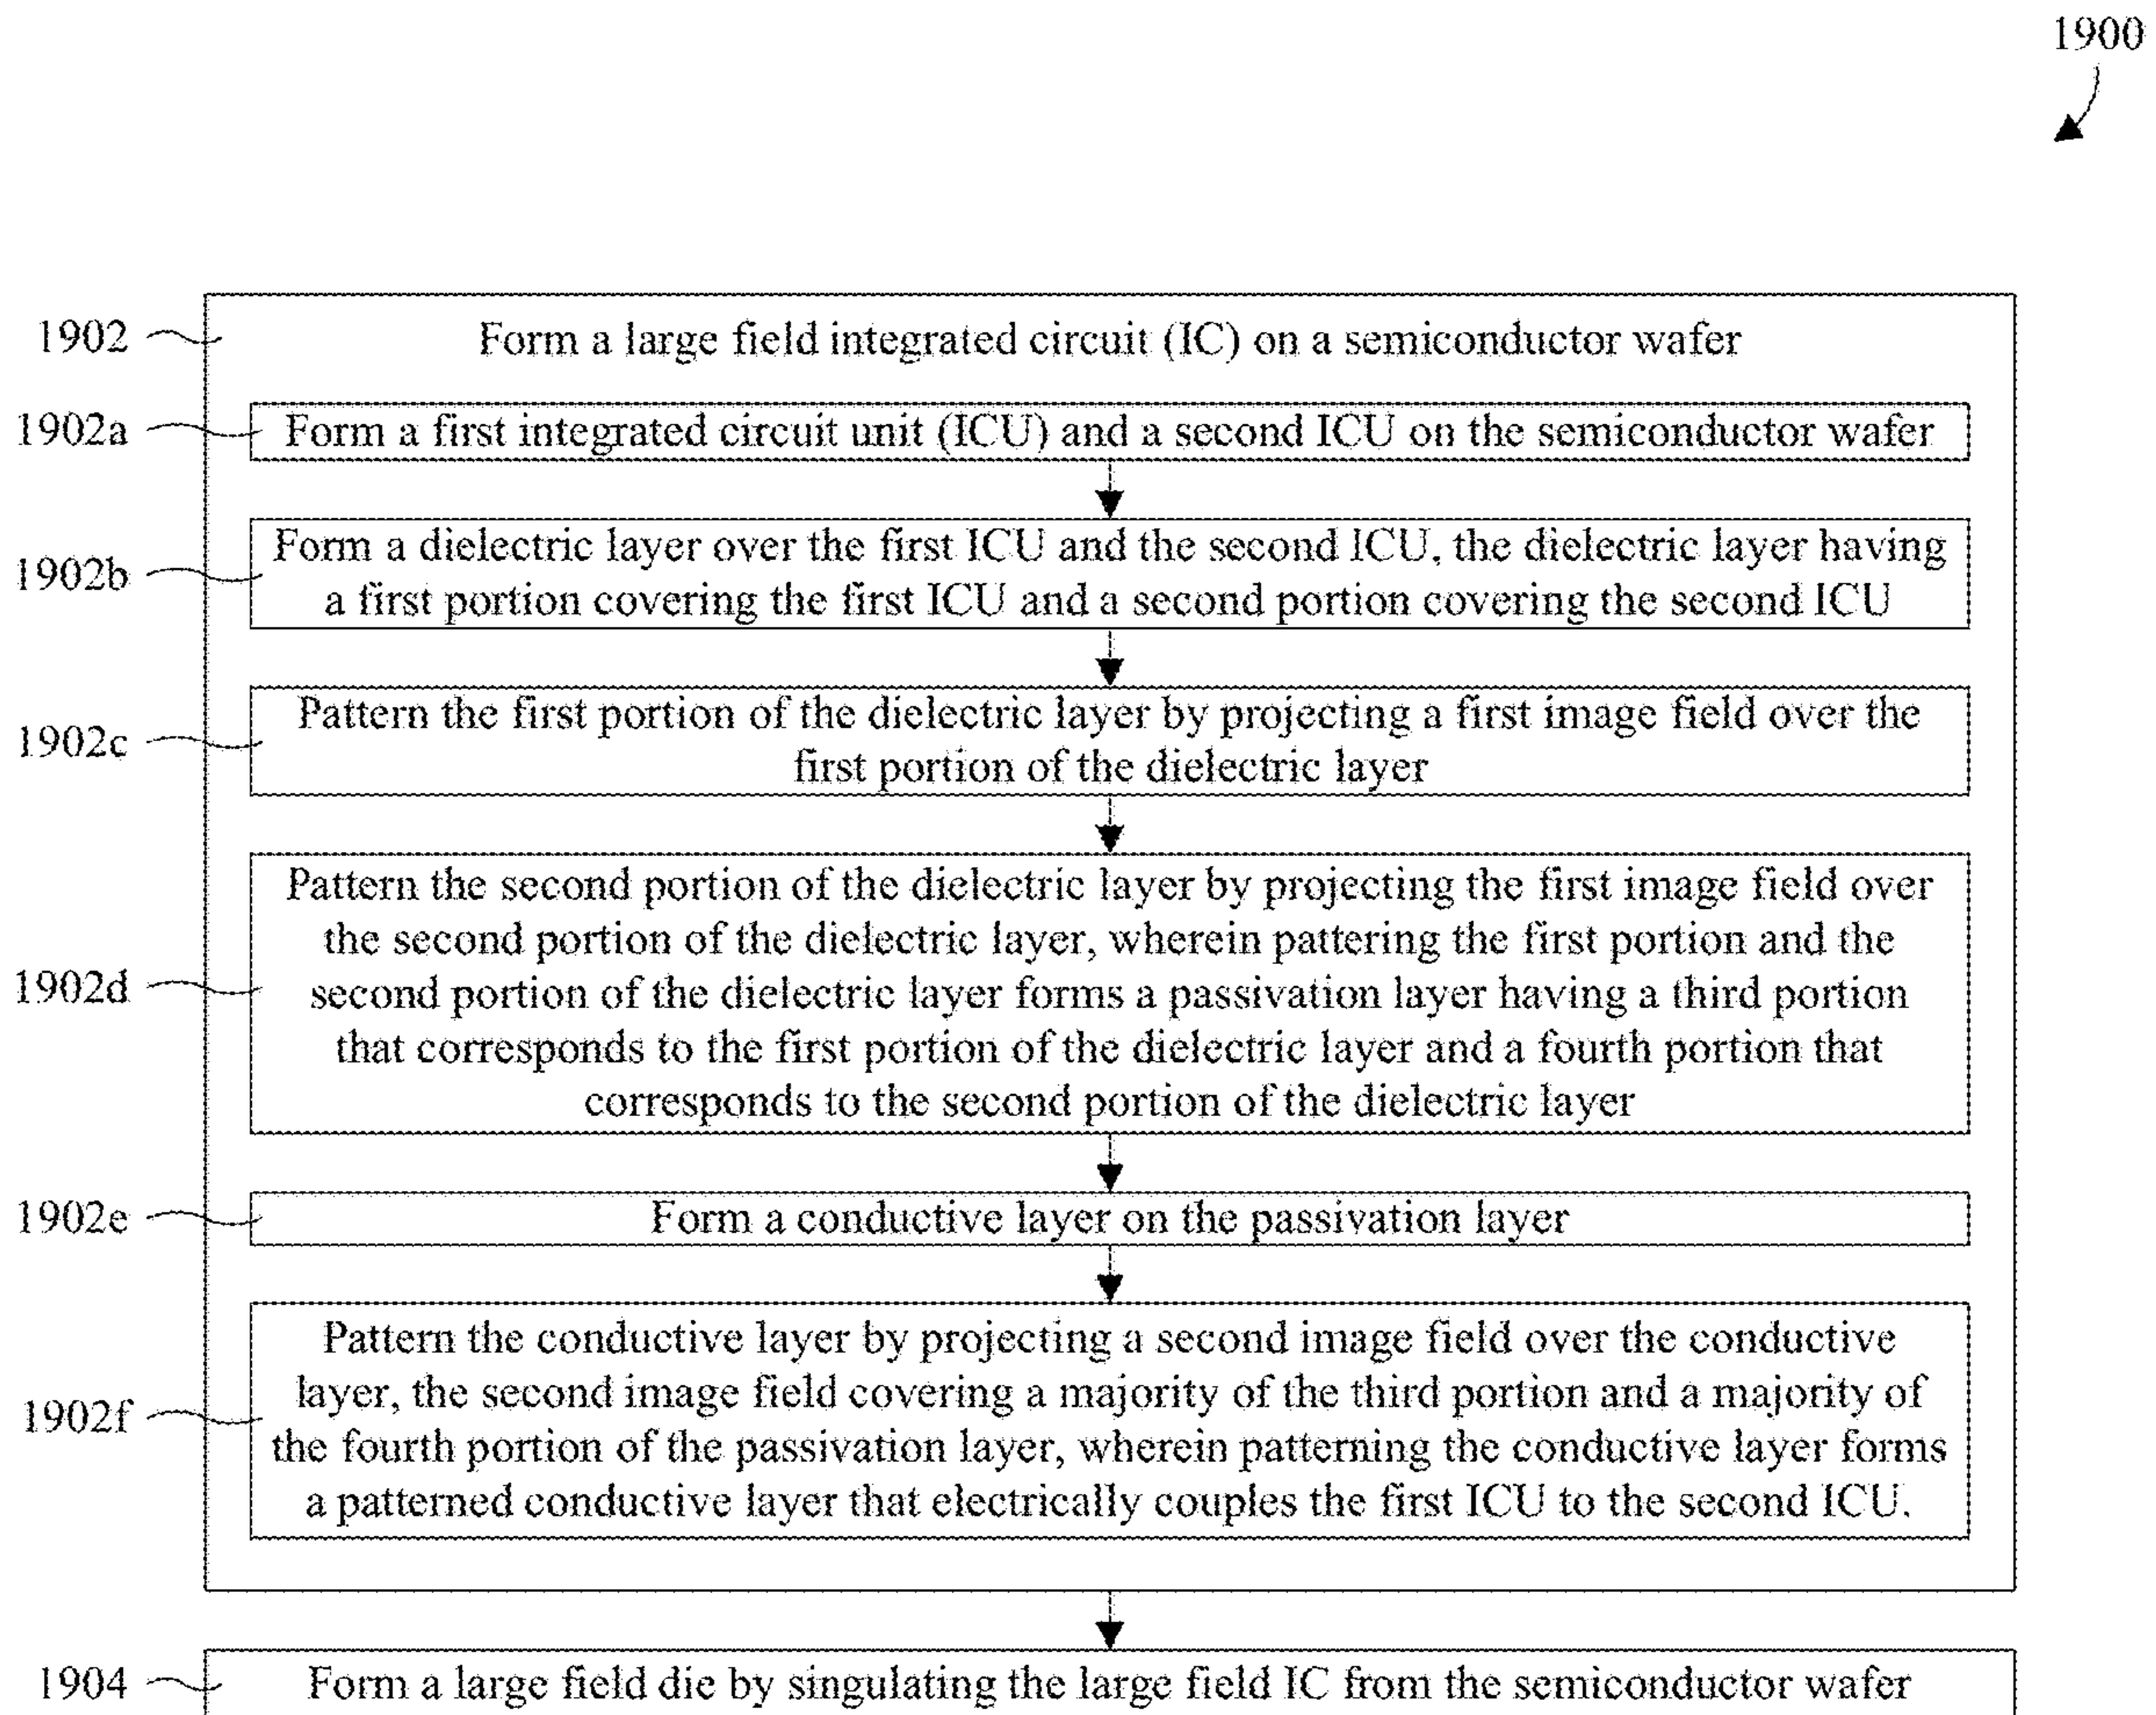 1900
1902
Form a large field integrated circuit (IC) on a semiconductor wafer
1902a
Form a first integrated circuit unit (ICU) and a second ICU on the semiconductor wafer
1902b
Form a dielectric layer over the first ICU and the second ICU, the dielectric layer having
a first portion covering the first ICU and a second portion covering the second ICU
1902c
Pattern the first portion of the dielectric layer by projecting a first image field over the
first portion of the dielectric layer
1902d
Pattern the second portion of the dielectric layer by projecting the first image field over
the second portion of the dielectric layer, wherein pattering the first portion and the
second portion of the dielectric layer forms a passivation layer having a third portion
that corresponds to the first portion of the dielectric layer and a fourth portion that
corresponds to the second portion of the dielectric layer
1902e
Form a conductive layer on the passivation layer
1902f
Pattern the conductive layer by projecting a second image field over the conductive
layer, the second image field covering a majority of the third portion and a majority of
the fourth portion of the passivation layer, wherein patterning the conductive layer forms
a patterned conductive layer that electrically couples the first ICU to the second ICU.
1904
Form a large field die by singulating the large field IC from the semiconductor wafer